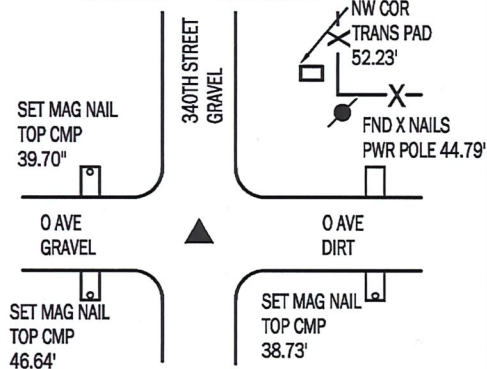 NW COR
TRANS PAD
52.23'
340TH STREET
GRAVEL
SET MAG NAIL
TOP CMP
39.70"
FND X NAILS
PWR POLE 44.79'
O AVE
GRAVEL
O AVE
DIRT
SET MAG NAIL
TOP CMP
46.64'
SET MAG NAIL
TOP CMP
38.73'